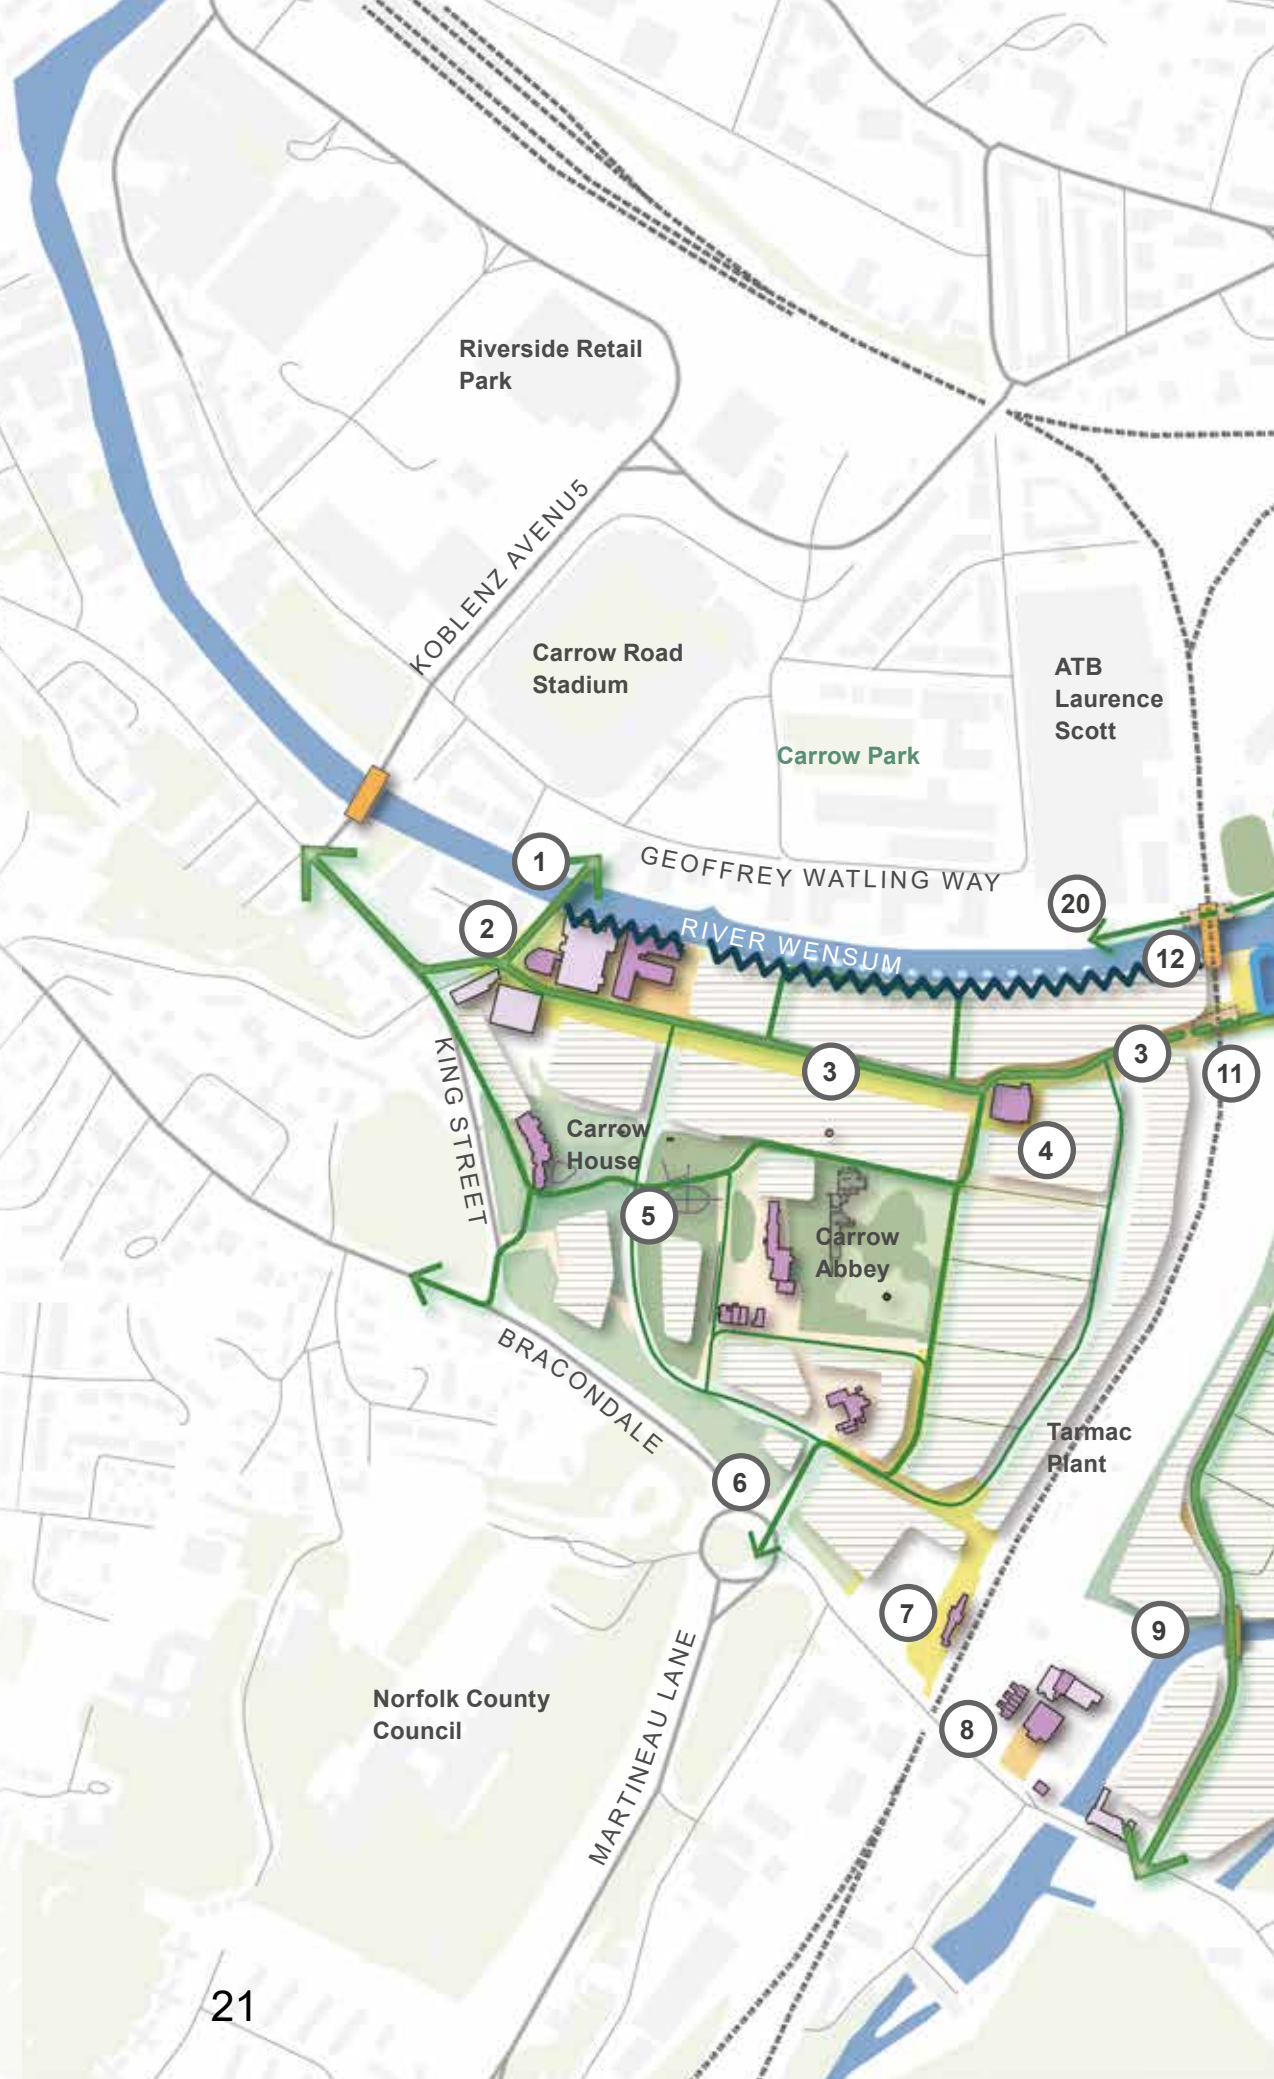 Riverside Retail
Park
KOBLENZ AVENU5
Carrow Road
Stadium
ATB
Laurence
Scott
Carrow Park
1
GEOFFREY WATLING WAY
20
2
RIVER WENSUM
12
3
3
11
KING STREET
Carrow
House
4
5
Carrow
Abbey
BRACONDALE
Tarmac
Plant
6
7
9
MARTINEAU LANE
Norfolk County
Council
8
21